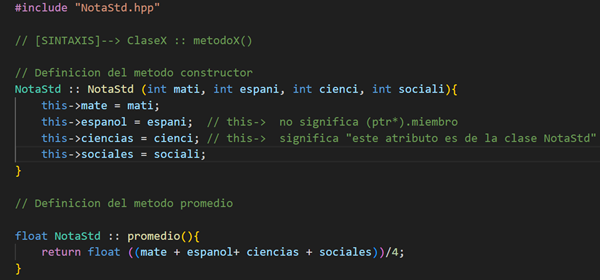 #include "NotaStd.hpp"
// [SINTAXIS]--> ClaseX :: metodoX()
// Definicion del metodo constructor
NotaStd :: NotaStd (int mati, int espani, int cienci, int sociali){
this->mate = mati;
this->espanol = espani;  // this->  no significa (ptr*).miembro
this->ciencias = cienci; // this->  significa "este atributo es de la clase NotaStd"
this->sociales = sociali;
}
// Definicion del metodo promedio
float NotaStd :: promedio(){
return float ((mate + espanol+ ciencias + sociales))/4;
}